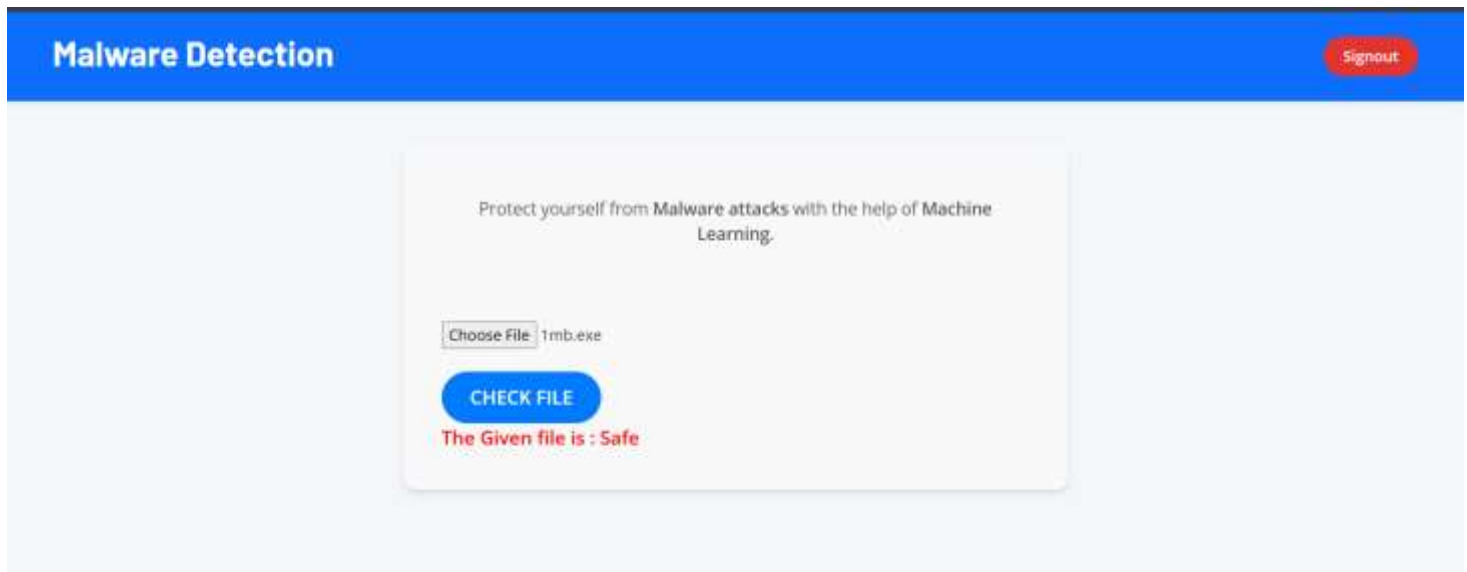 Malware Detection
Signout
Protect yourself from Malware attacks with the help of Machine
Learning.
Choose File 1mb.exe
CHECK FILE
The Given file is : Safe